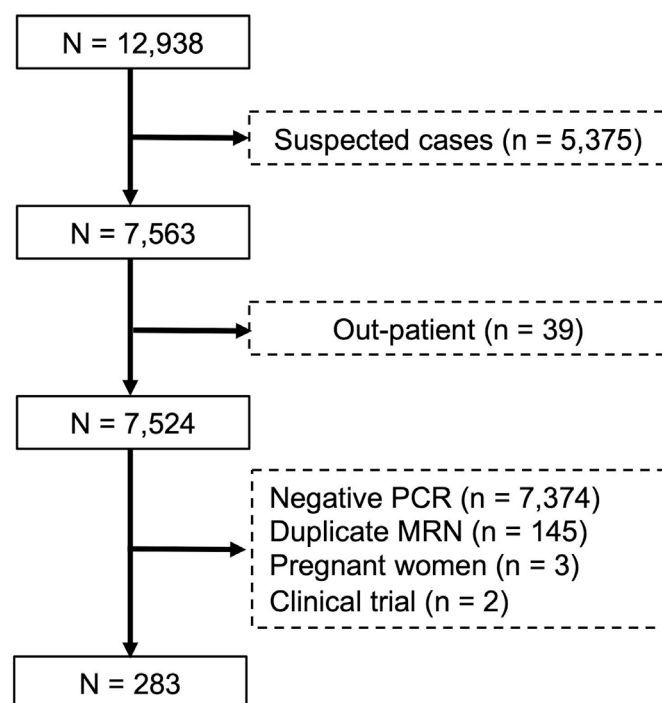 N = 12,938
Suspected cases (n = 5,375)
N = 7,563
Out-patient (n = 39)
N = 7,524
Negative PCR (n = 7,374)
Duplicate MRN (n = 145)
Pregnant women (n = 3)
Clinical trial (n = 2)
N = 283